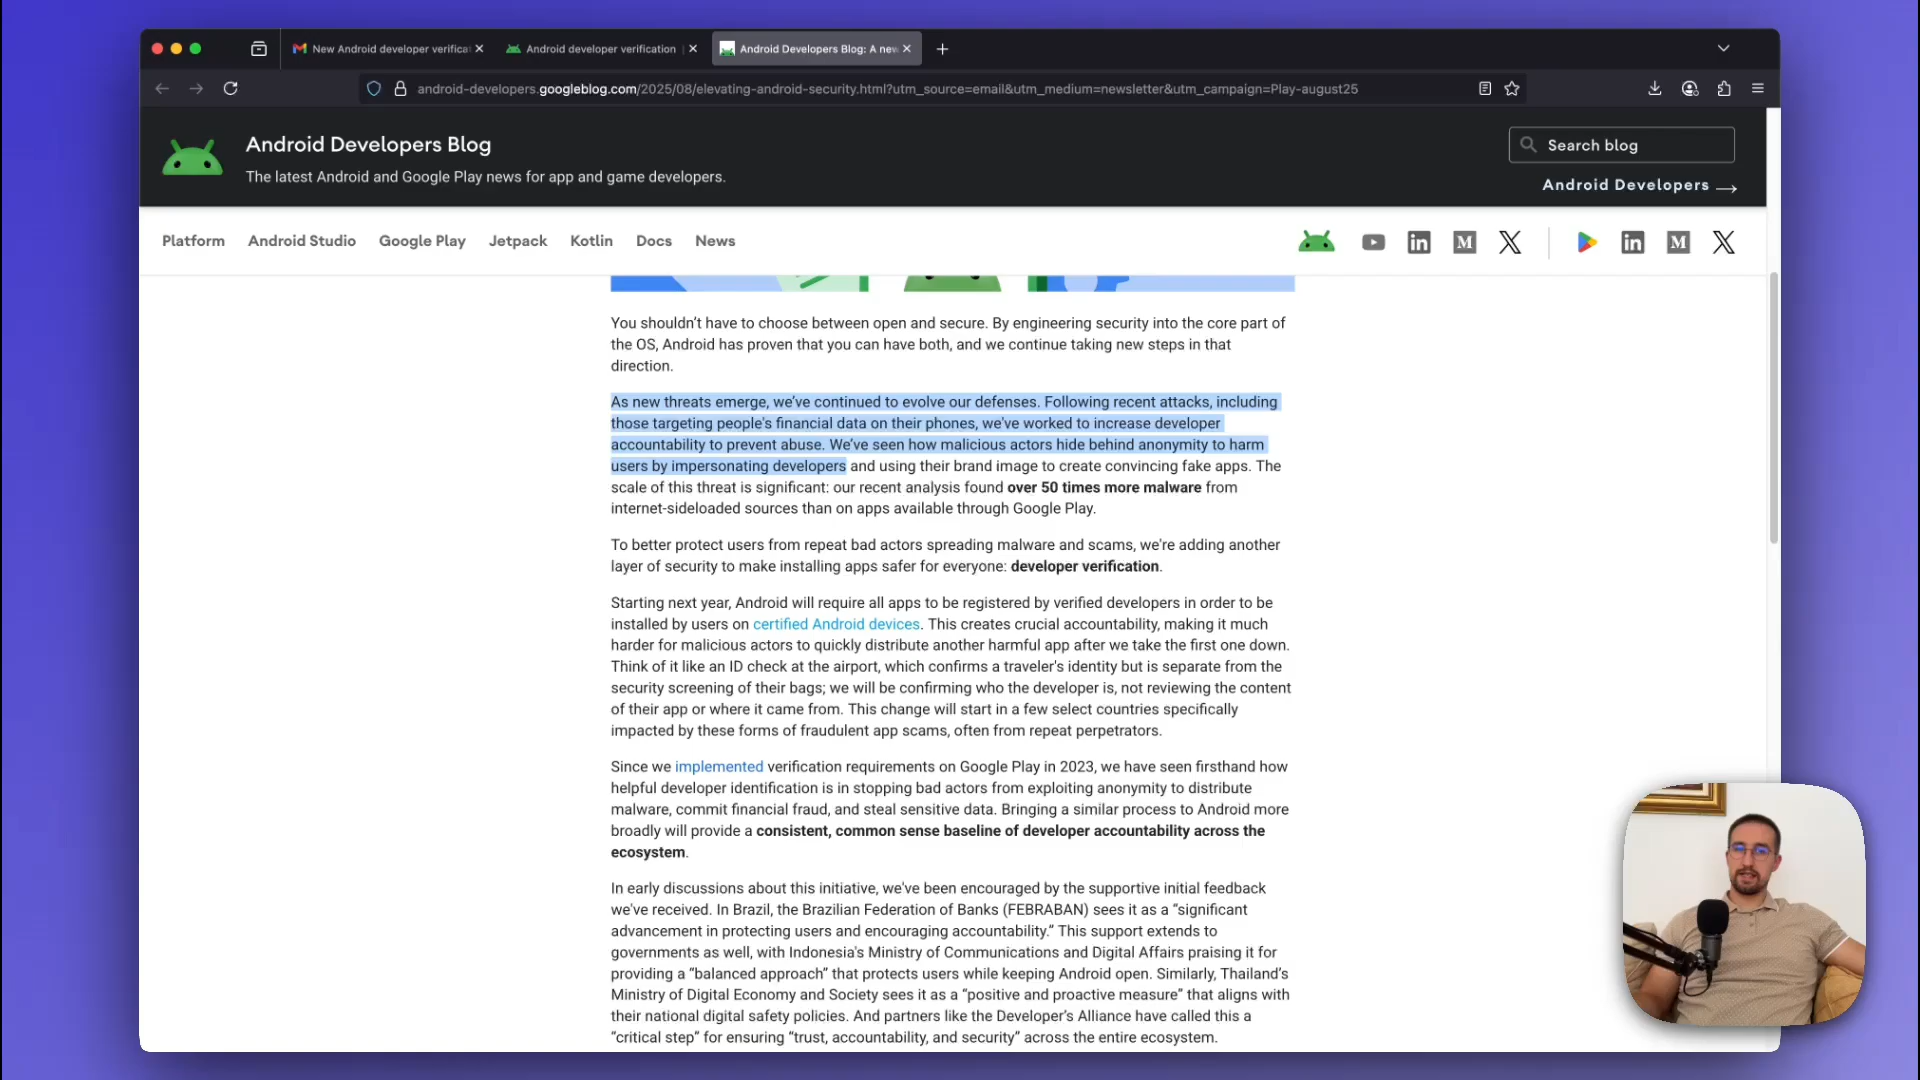 New Android developer verificat
Android developer verification
Android Developers Blog: A new
android-developers.googleblog.com/2025/08/elevating-android-security.html?utm_source=email&utm_medium=newsletter&utm_campaign=Play-august25
Android Developers Blog
The latest Android and Google Play news for app and game developers.
Search blog
Android Developers
Platform Android Studio Google Play Jetpack Kotlin Docs News
You shouldn’t have to choose between open and secure. By engineering security into the core part of
the OS, Android has proven that you can have both, and we continue taking new steps in that
direction.
As new threats emerge, we’ve continued to evolve our defenses. Following recent attacks, including
those targeting people's financial data on their phones, we've worked to increase developer
accountability to prevent abuse. We’ve seen how malicious actors hide behind anonymity to harm
users by impersonating developers and using their brand image to create convincing fake apps. The
scale of this threat is significant: our recent analysis found over 50 times more malware from
internet-sideloaded sources than on apps available through Google Play.
To better protect users from repeat bad actors spreading malware and scams, we're adding another
layer of security to make installing apps safer for everyone: developer verification.
Starting next year, Android will require all apps to be registered by verified developers in order to be
installed by users on certified Android devices. This creates crucial accountability, making it much
harder for malicious actors to quickly distribute another harmful app after we take the first one down.
Think of it like an ID check at the airport, which confirms a traveler's identity but is separate from the
security screening of their bags; we will be confirming who the developer is, not reviewing the content
of their app or where it came from. This change will start in a few select countries specifically
impacted by these forms of fraudulent app scams, often from repeat perpetrators.
Since we implemented verification requirements on Google Play in 2023, we have seen firsthand how
helpful developer identification is in stopping bad actors from exploiting anonymity to distribute
malware, commit financial fraud, and steal sensitive data. Bringing a similar process to Android more
broadly will provide a consistent, common sense baseline of developer accountability across the
ecosystem.
In early discussions about this initiative, we've been encouraged by the supportive initial feedback
we've received. In Brazil, the Brazilian Federation of Banks (FEBRABAN) sees it as a “significant
advancement in protecting users and encouraging accountability.” This support extends to
governments as well, with Indonesia's Ministry of Communications and Digital Affairs praising it for
providing a “balanced approach” that protects users while keeping Android open. Similarly, Thailand’s
Ministry of Digital Economy and Society sees it as a “positive and proactive measure” that aligns with
their national digital safety policies. And partners like the Developer’s Alliance have called this a
“critical step” for ensuring “trust, accountability, and security” across the entire ecosystem.